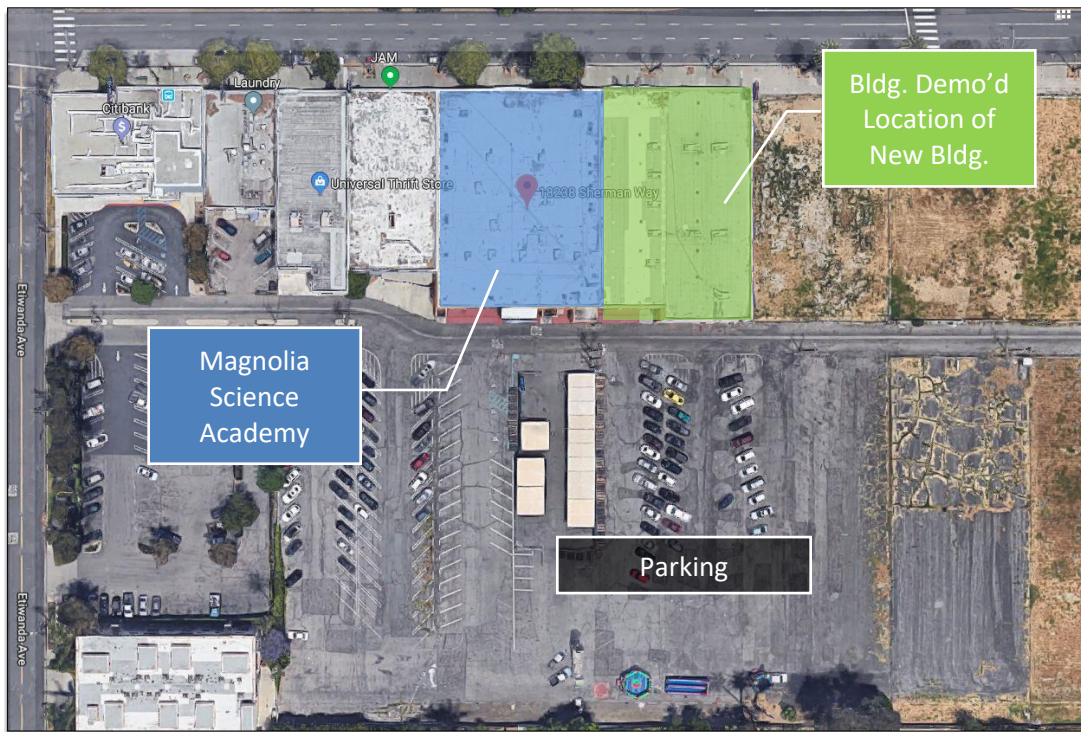 JAM
Laundry
Citibank
Universal Thrift Store
18238 Sherman Way
Bldg. Demo'd
Location of
New Bldg.
Etiwanda Ave
Magnolia
Science
Academy
Parking
Etiwanda Ave